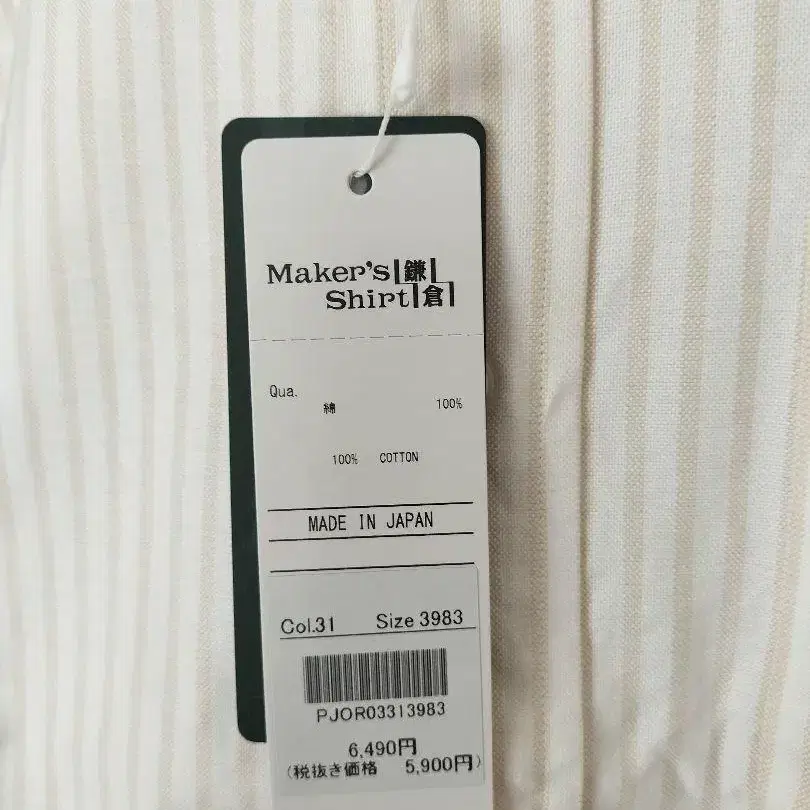 Maker's 鎌
Shirt 倉
Qua.
綿 100%
100% COTTON
MADE IN JAPAN
Col.31 Size 3983
PJOR03313983
6,490円
(税抜き価格 5,900円)